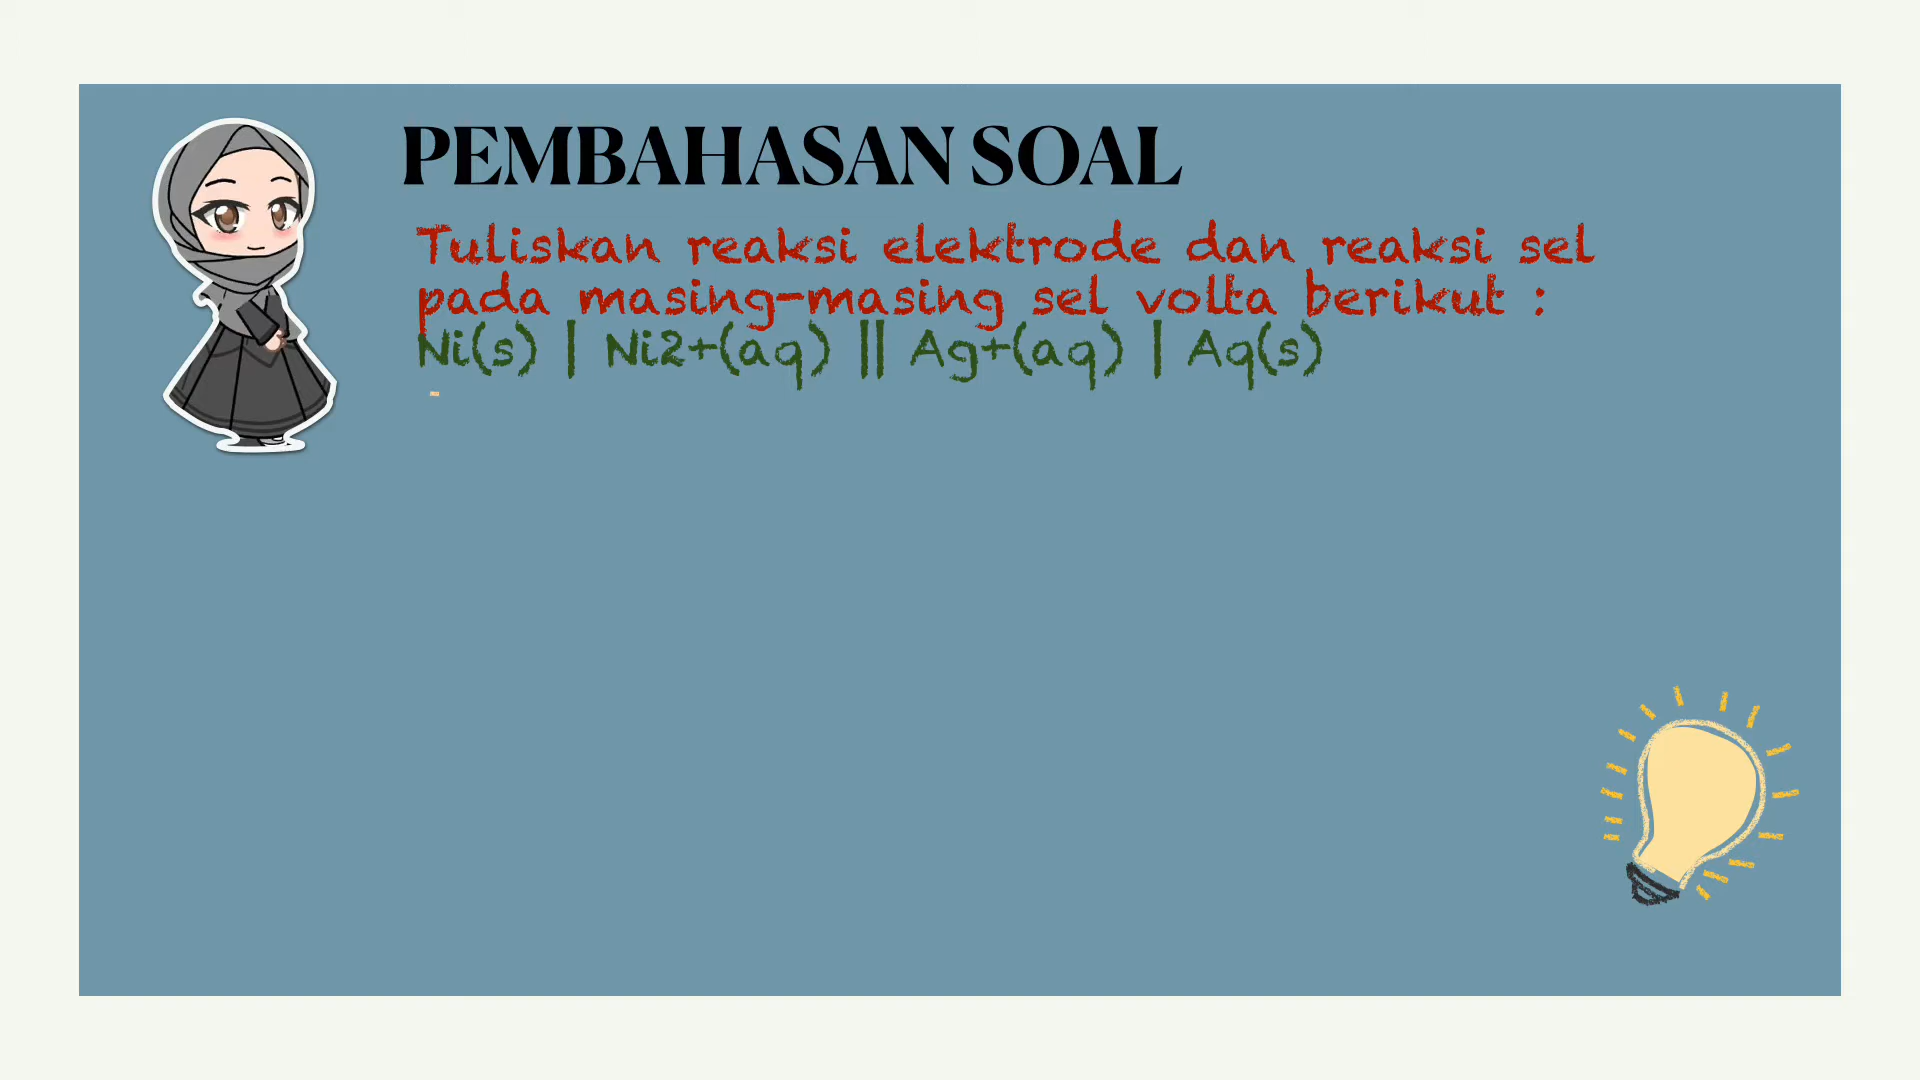 PEMBAHASAN SOAL
Tuliskan reaksi elektrode dan reaksi sel
pada masing-masing sel volta berikut :
Ni(s) | Ni2+(aq) || Ag+(aq) | Aq(s)